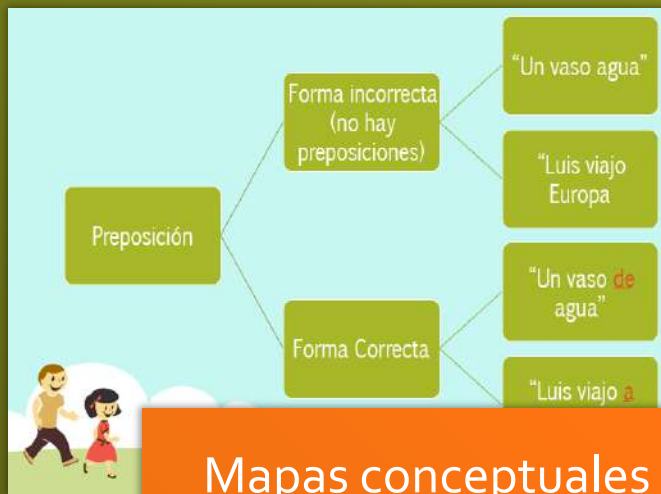 Preposición
Forma incorrecta
(no hay
preposiciones)
"Un vaso agua"
"Luis viajo
Europa
Forma Correcta
"Un vaso de
agua"
"Luis viajo a
Mapas conceptuales